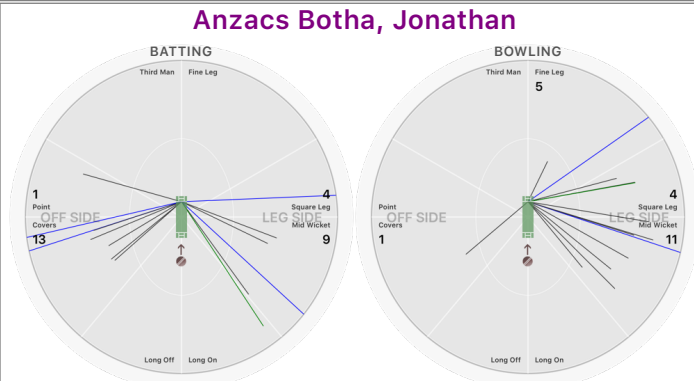 Anzacs Botha, Jonathan
BATTING
Third Man
Fine Leg
1
Point
OFF SIDE
Covers
13
4
Square Leg
LEG SIDE
Mid Wicket
9
Long Off
Long On
BOWLING
Third Man
Fine Leg
5
OFF SIDE
Point
Covers
1
4
Square Leg
LEG SIDE
Mid Wicket
11
Long Off
Long On